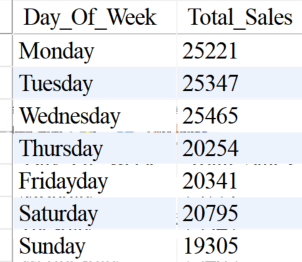 Day_Of_Week Total_Sales
Monday 25221
Tuesday 25347
Wednesday 25465
Thursday 20254
Fridayday 20341
Saturday 20795
Sunday 19305